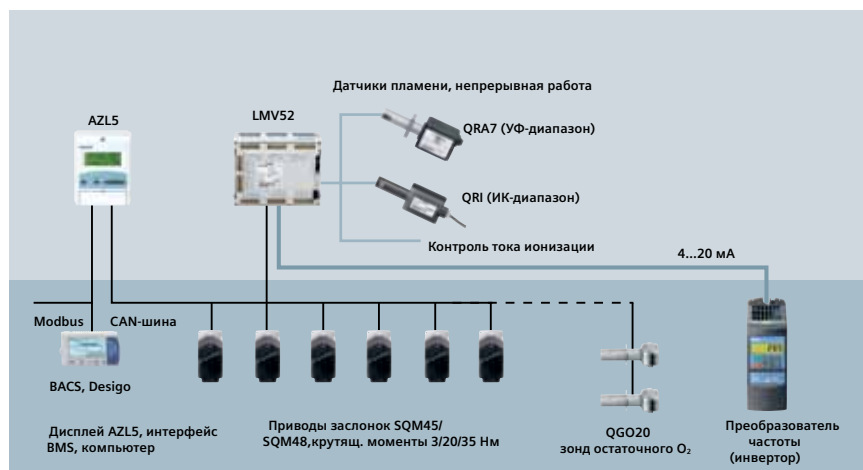 Датчики пламени, непрерывная работа
AZL5
LMV52
QRA7 (УФ-диапазон)
QRI (ИК-диапазон)
Контроль тока ионизации
4...20 мА
Modbus
CAN-шина
BACS, Desigo
Дисплей AZL5, интерфейс
BMS, компьютер
Приводы заслонок SQM45/
SQM48,крутящ. моменты 3/20/35 Нм
QGO20
зонд остаточного O₂
Преобразователь
частоты
(инвертор)